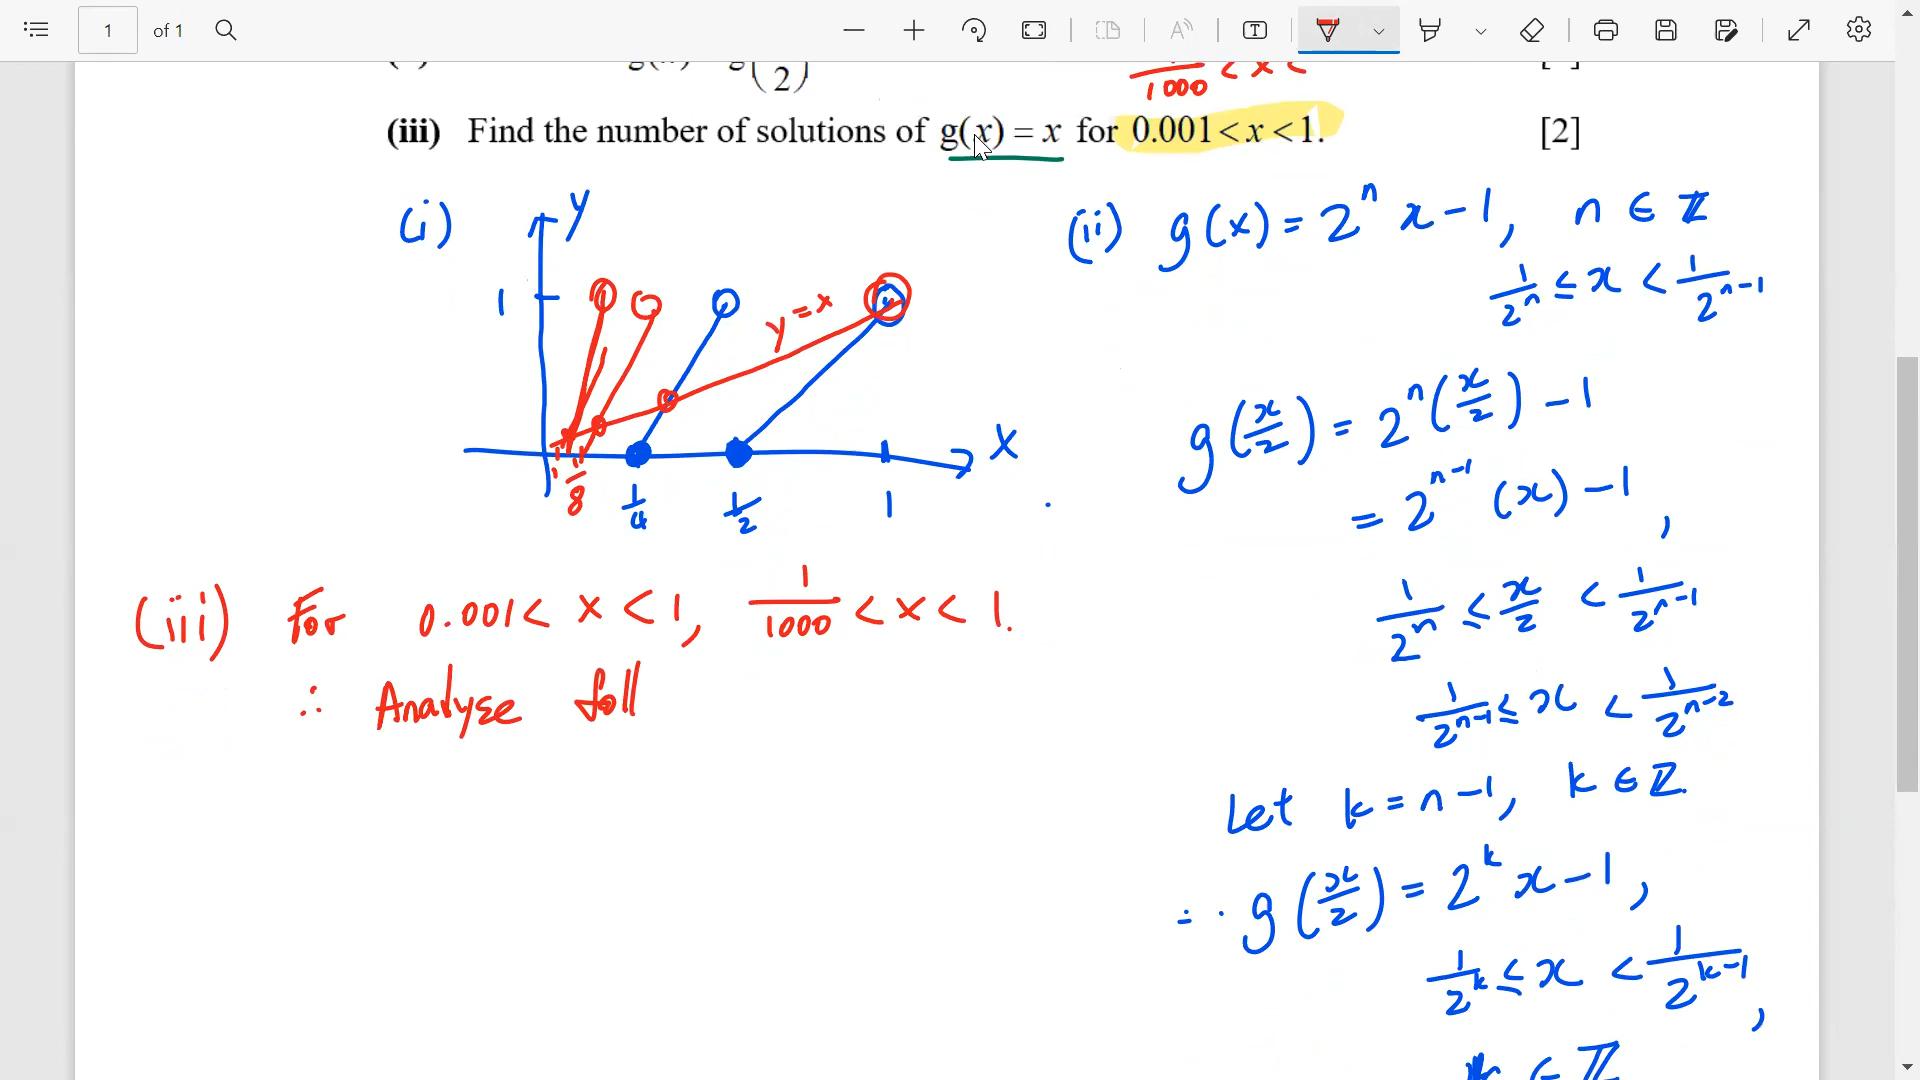 1 of 1
2
1/1000 < x <
(iii) Find the number of solutions of g(x) = x for 0.001 < x < 1. [2]
(i) y
1
y = x
x
1/8 1/4 1/2 1
(ii) g(x) = 2^n x - 1, n ∈ ℤ
1/2^n ≤ x < 1/2^(n-1)
g(x/2) = 2^n (x/2) - 1
= 2^(n-1) (x) - 1,
1/2^n ≤ x/2 < 1/2^(n-1)
1/2^(n-1) ≤ x < 1/2^(n-2)
Let k = n-1, k ∈ ℤ.
∴ g(x/2) = 2^k x - 1,
1/2^k ≤ x < 1/2^(k-1),
∈ ℤ
(iii) For 0.001 < x < 1, 1/1000 < x < 1.
∴ Analyse foll